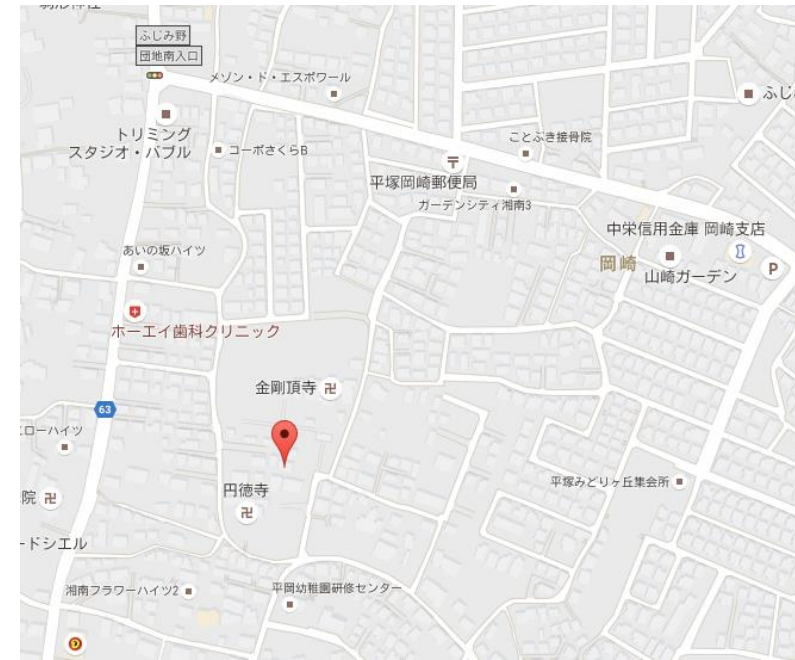 ふじみ野
団地南入口
メゾン・ド・エスポワール
トリミング
スタジオ・バブル
コーポさくらB
ことぶき接骨院
平塚岡崎郵便局
ガーデンシティ湘南3
中栄信用金庫 岡崎支店
岡崎
山崎ガーデン
P
あいの坂ハイツ
ホーエイ歯科クリニック
金剛頂寺
63
円徳寺
平塚みどりヶ丘集会所
院
ードシエル
湘南フラワーハイツ2
平岡幼稚園研修センター